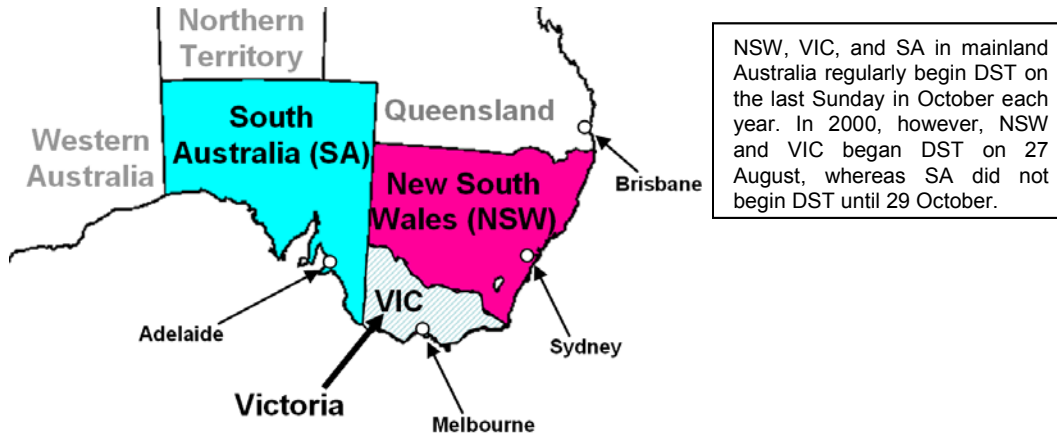 Northern
Territory
South
Australia (SA)
Queensland
Western
Australia
New South
Wales (NSW)
Brisbane
VIC
Adelaide
Sydney
Victoria
Melbourne
NSW, VIC, and SA in mainland
Australia regularly begin DST on
the last Sunday in October each
year. In 2000, however, NSW
and VIC began DST on 27
August, whereas SA did not
begin DST until 29 October.